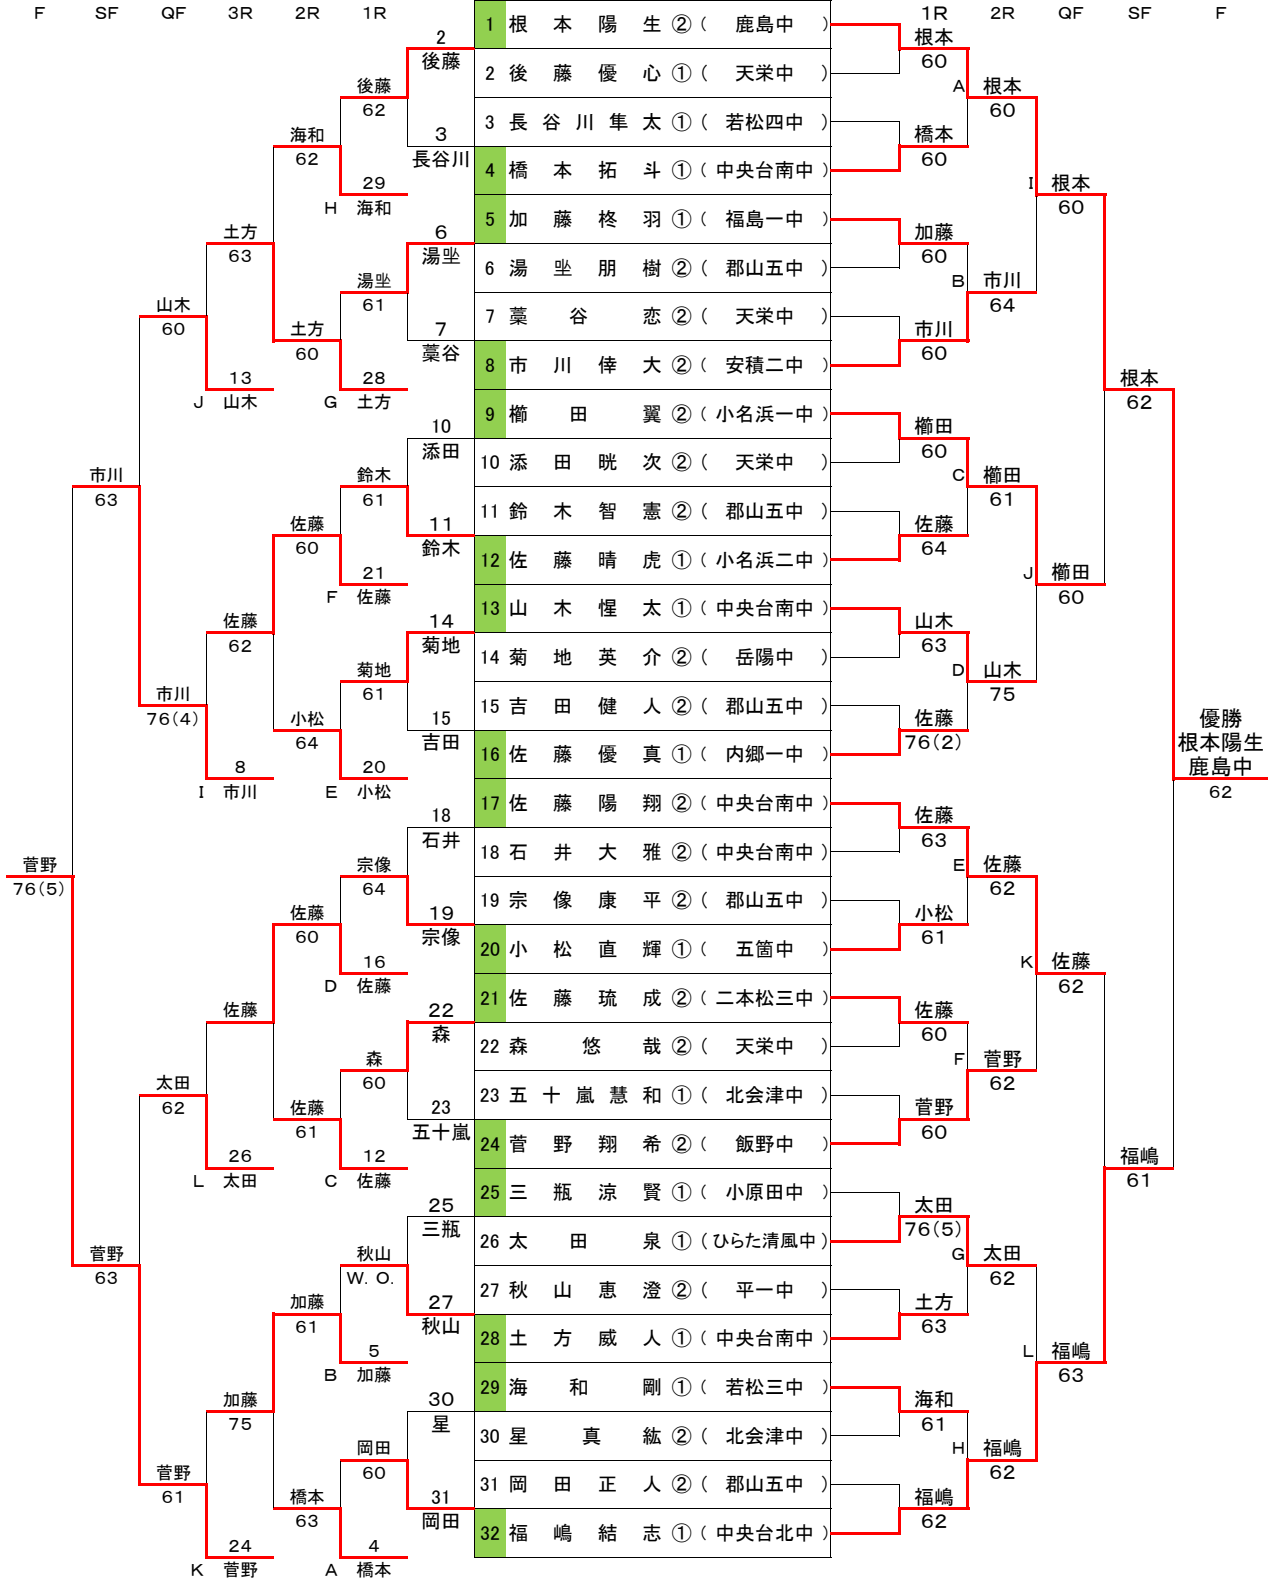 F SF QF 3R 2R 1R
1R 2R QF SF F
1 根本陽生② (鹿島中)
2 後藤優心① (天栄中)
3 長谷川隼太① (若松四中)
4 橋本拓斗① (中央台南中)
5 加藤柊羽① (福島一中)
6 湯坐朋樹② (郡山五中)
7 藁谷恋② (天栄中)
8 市川倖大② (安積二中)
9 櫛田翼② (小名浜一中)
10 添田晄次② (天栄中)
11 鈴木智憲② (郡山五中)
12 佐藤晴虎① (小名浜二中)
13 山木惺太① (中央台南中)
14 菊地英介② (岳陽中)
15 吉田健人② (郡山五中)
16 佐藤優真① (内郷一中)
17 佐藤陽翔② (中央台南中)
18 石井大雅② (中央台南中)
19 宗像康平② (郡山五中)
20 小松直輝① (五箇中)
21 佐藤琉成② (二本松三中)
22 森悠哉② (天栄中)
23 五十嵐慧和① (北会津中)
24 菅野翔希② (飯野中)
25 三瓶涼賢① (小原田中)
26 太田泉① (ひらた清風中)
27 秋山恵澄② (平一中)
28 土方威人① (中央台南中)
29 海和剛① (若松三中)
30 星真紘② (北会津中)
31 岡田正人② (郡山五中)
32 福嶋結志① (中央台北中)
根本
60
橋本
60
加藤
60
市川
60
櫛田
60
佐藤
64
山木
63
佐藤
76(2)
佐藤
63
小松
61
佐藤
60
菅野
60
太田
76(5)
土方
63
海和
61
福嶋
62
A 根本
60
B 市川
64
C 櫛田
61
D 山木
75
E 佐藤
62
F 菅野
62
G 太田
62
H 福嶋
62
I 根本
60
J 櫛田
60
K 佐藤
62
L 福嶋
63
根本
62
福嶋
61
優勝
根本陽生
鹿島中
62
2
後藤
3
長谷川
6
湯坐
7
藁谷
10
添田
11
鈴木
14
菊地
15
吉田
18
石井
19
宗像
22
森
23
五十嵐
25
三瓶
27
秋山
30
星
31
岡田
後藤
62
29
H 海和
湯坐
61
28
G 土方
鈴木
61
21
F 佐藤
菊地
61
20
E 小松
宗像
64
16
D 佐藤
森
60
12
C 佐藤
秋山
W.O.
5
B 加藤
岡田
60
4
A 橋本
海和
62
土方
60
佐藤
60
小松
64
佐藤
60
佐藤
61
加藤
61
橋本
63
土方
63
13
J 山木
佐藤
62
8
I 市川
佐藤
26
L 太田
加藤
75
24
K 菅野
山木
60
市川
76(4)
太田
62
菅野
61
市川
63
菅野
63
菅野
76(5)